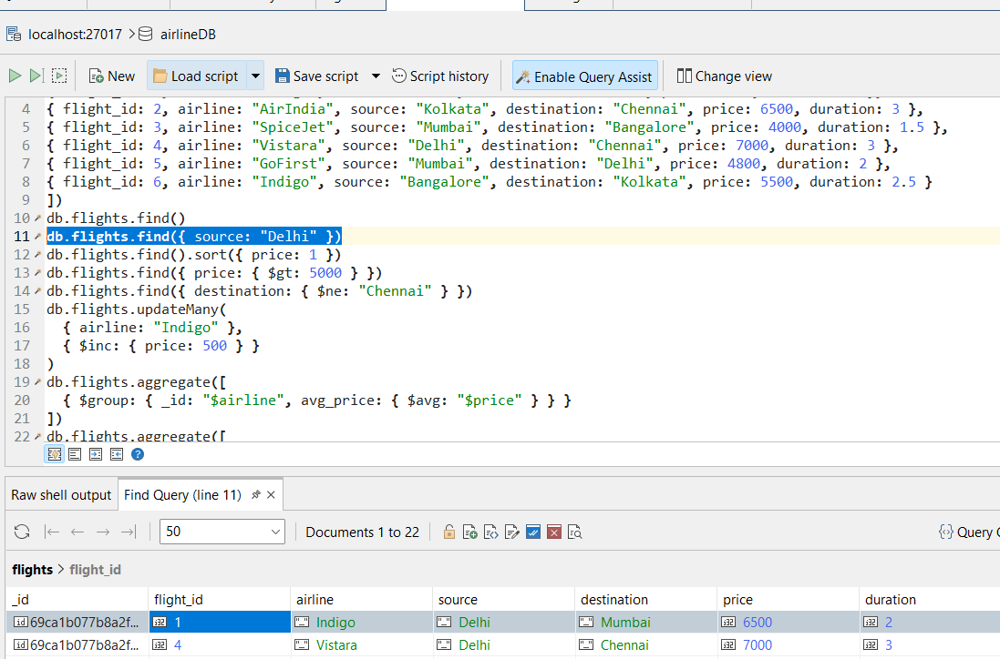 localhost:27017 > airlineDB
New Load script Save script Script history Enable Query Assist Change view
4 { flight_id: 2, airline: "AirIndia", source: "Kolkata", destination: "Chennai", price: 6500, duration: 3 },
5 { flight_id: 3, airline: "SpiceJet", source: "Mumbai", destination: "Bangalore", price: 4000, duration: 1.5 },
6 { flight_id: 4, airline: "Vistara", source: "Delhi", destination: "Chennai", price: 7000, duration: 3 },
7 { flight_id: 5, airline: "GoFirst", source: "Mumbai", destination: "Delhi", price: 4800, duration: 2 },
8 { flight_id: 6, airline: "Indigo", source: "Bangalore", destination: "Kolkata", price: 5500, duration: 2.5 }
9 ])
10 db.flights.find()
11 db.flights.find({ source: "Delhi" })
12 db.flights.find().sort({ price: 1 })
13 db.flights.find({ price: { $gt: 5000 } })
14 db.flights.find({ destination: { $ne: "Chennai" } })
15 db.flights.updateMany(
16 { airline: "Indigo" },
17 { $inc: { price: 500 } }
18 )
19 db.flights.aggregate([
20 { $group: { _id: "$airline", avg_price: { $avg: "$price" } } }
21 ])
22 db.flights.aggregate([
Raw shell output Find Query (line 11)
50 Documents 1 to 22 Query
flights > flight_id
_id flight_id airline source destination price duration
69ca1b077b8a2f... 1 Indigo Delhi Mumbai 6500 2
69ca1b077b8a2f... 4 Vistara Delhi Chennai 7000 3